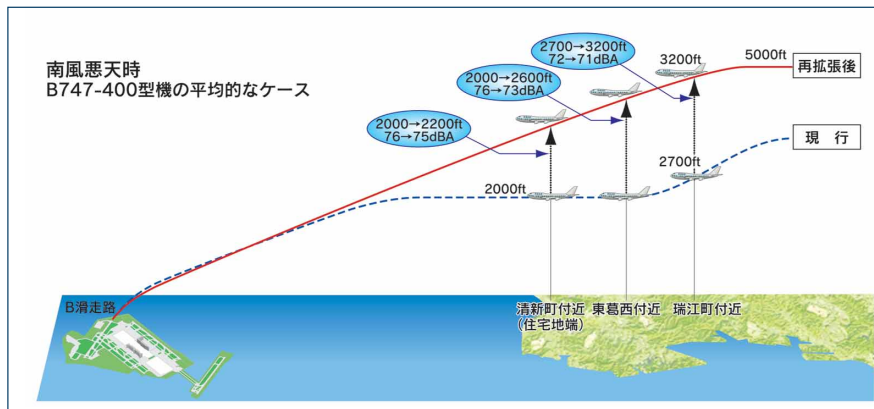 南風悪天時
B747-400型機の平均的なケース
2700→3200ft
72→71dBA
2000→2600ft
76→73dBA
2000→2200ft
76→75dBA
3200ft
5000ft
再拡張後
現 行
2700ft
2000ft
B滑走路
清新町付近
(住宅地端)
東葛西付近
瑞江町付近